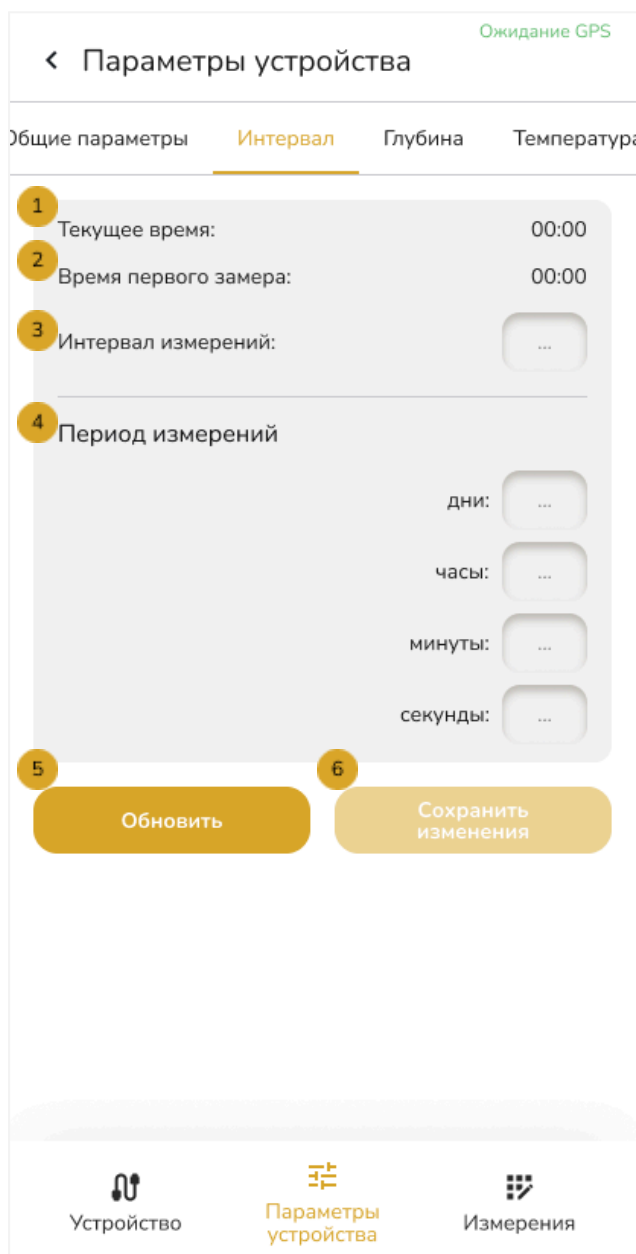 Ожидание GPS
Параметры устройства
Общие параметры Интервал Глубина Температура
1
Текущее время: 00:00
2
Время первого замера: 00:00
3
Интервал измерений: ...
4
Период измерений
дни: ...
часы: ...
минуты: ...
секунды: ...
5 6
Обновить Сохранить
изменения
Устройство Параметры
устройства Измерения